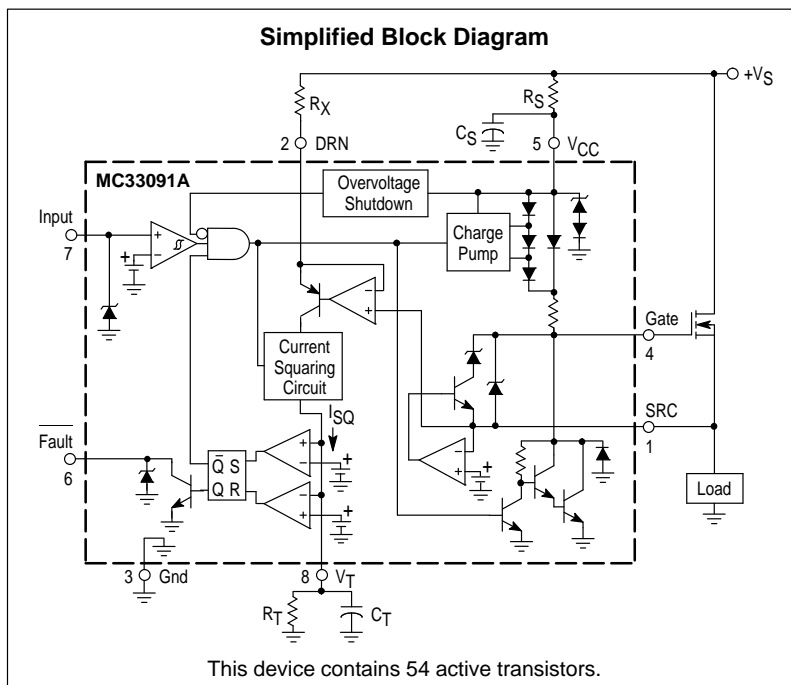 Simplified Block Diagram
+VS
RX
RS
CS
2 DRN
5 VCC
MC33091A
Overvoltage
Shutdown
Input
7
+
−
Charge
Pump
−
+
Gate
4
Current
Squaring
Circuit
ISQ
SRC
1
Fault
6
Q̅ S
Q R
+
−
+
−
+
+
−
+
−
+
Load
3 Gnd
8 VT
RT
CT
This device contains 54 active transistors.